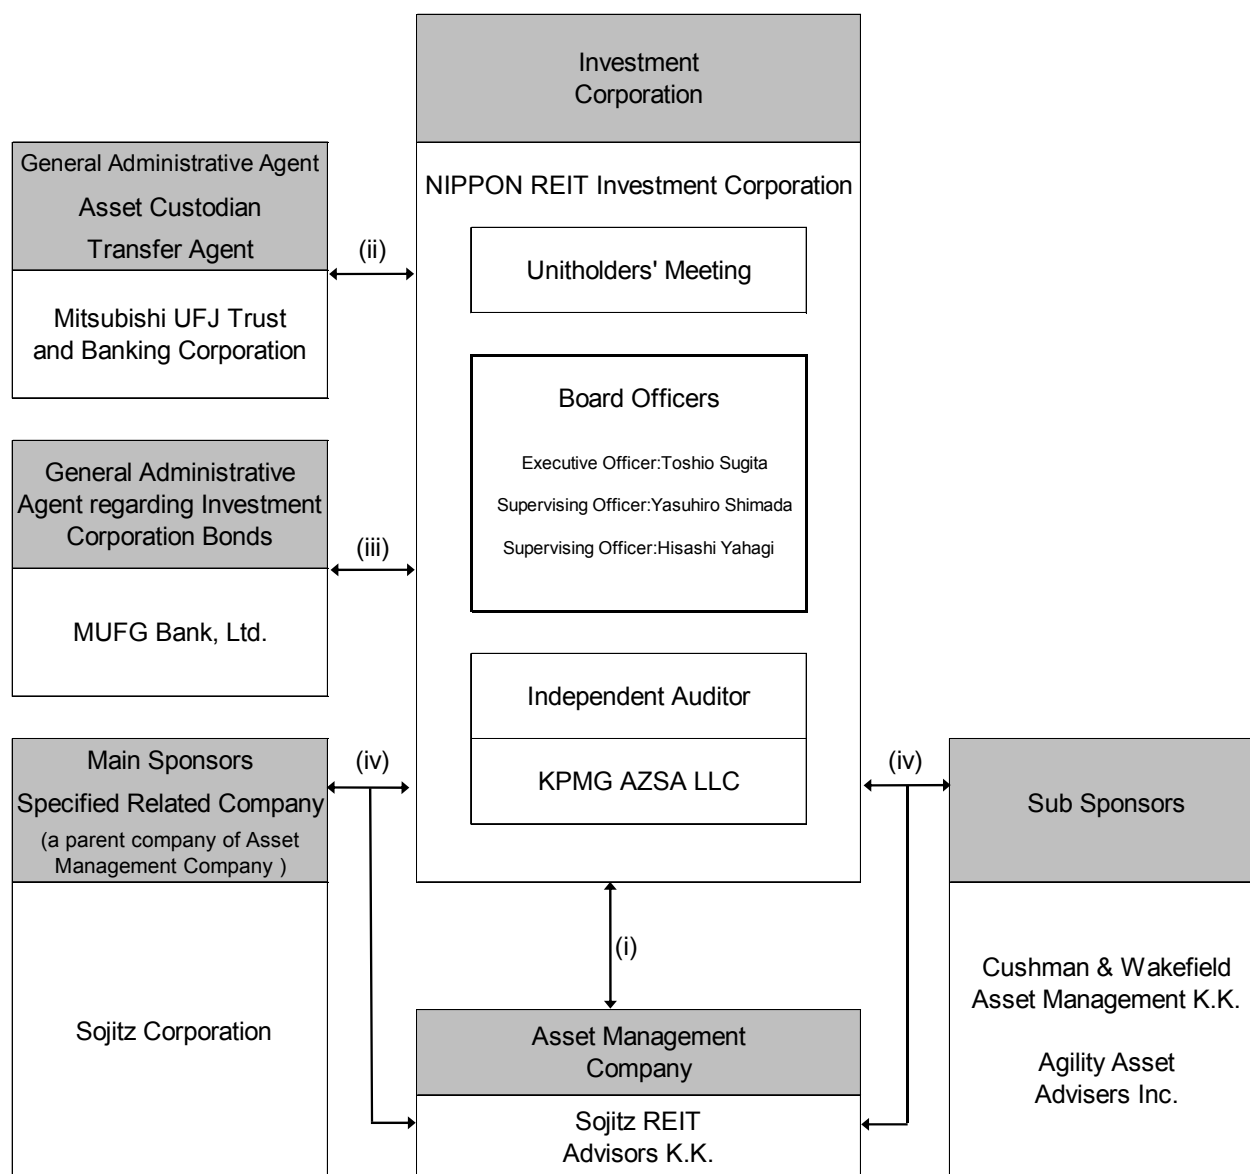 Investment
Corporation
NIPPON REIT Investment Corporation
Unitholders' Meeting
Board Officers
Executive Officer:Toshio Sugita
Supervising Officer:Yasuhiro Shimada
Supervising Officer:Hisashi Yahagi
Independent Auditor
KPMG AZSA LLC
General Administrative Agent
Asset Custodian
Transfer Agent
Mitsubishi UFJ Trust
and Banking Corporation
(ii)
General Administrative
Agent regarding Investment
Corporation Bonds
MUFG Bank, Ltd.
(iii)
Main Sponsors
Specified Related Company
(a parent company of Asset
Management Company )
Sojitz Corporation
(iv)
(iv)
Sub Sponsors
Cushman & Wakefield
Asset Management K.K.
Agility Asset
Advisers Inc.
(i)
Asset Management
Company
Sojitz REIT
Advisors K.K.